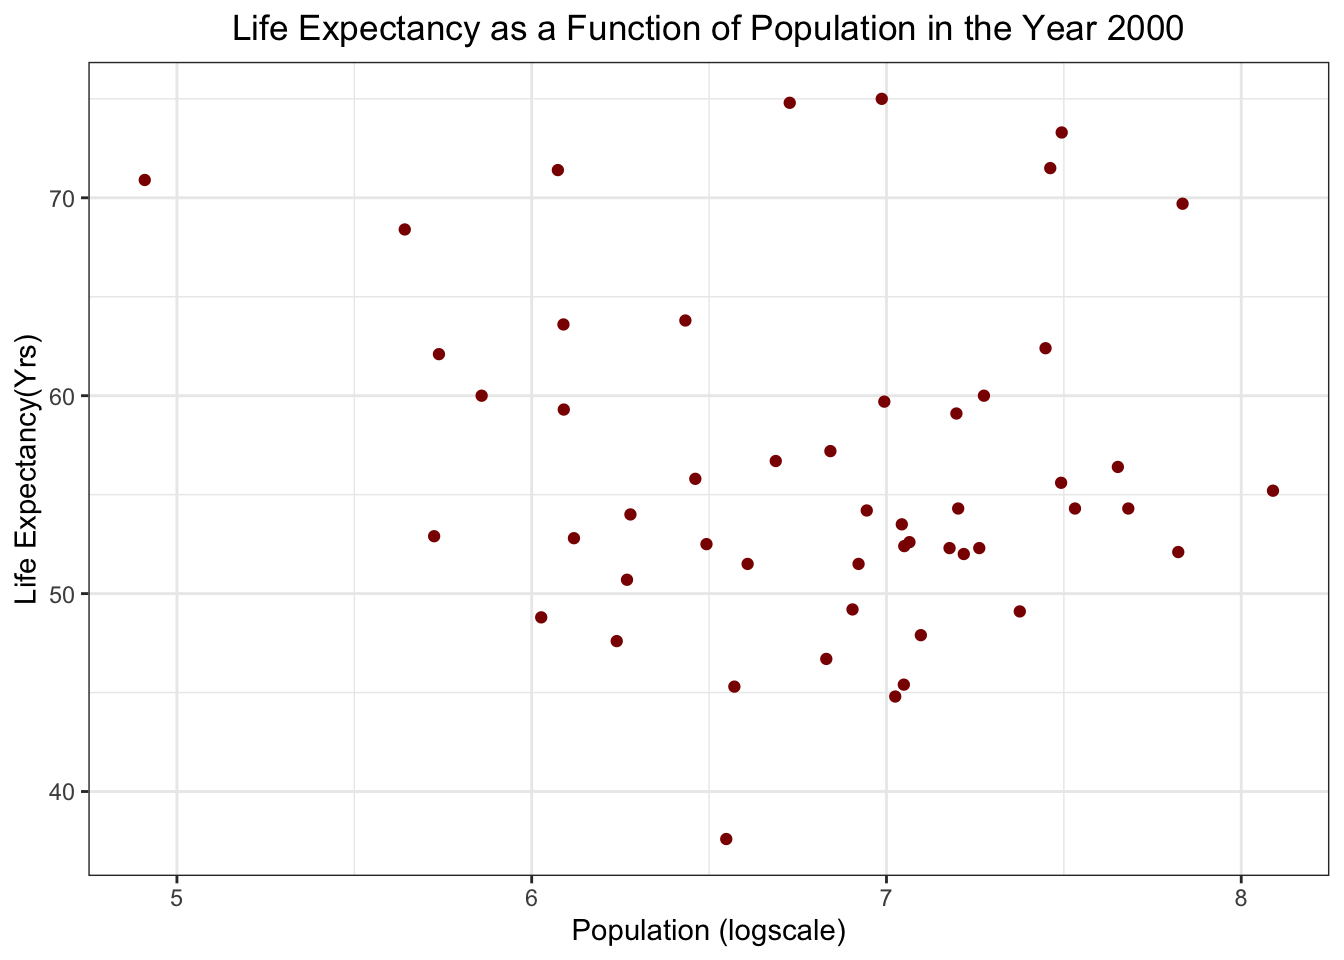 Life Expectancy as a Function of Population in the Year 2000
Life Expectancy(Yrs)
70
60
50
40
5
6
7
8
Population (logscale)